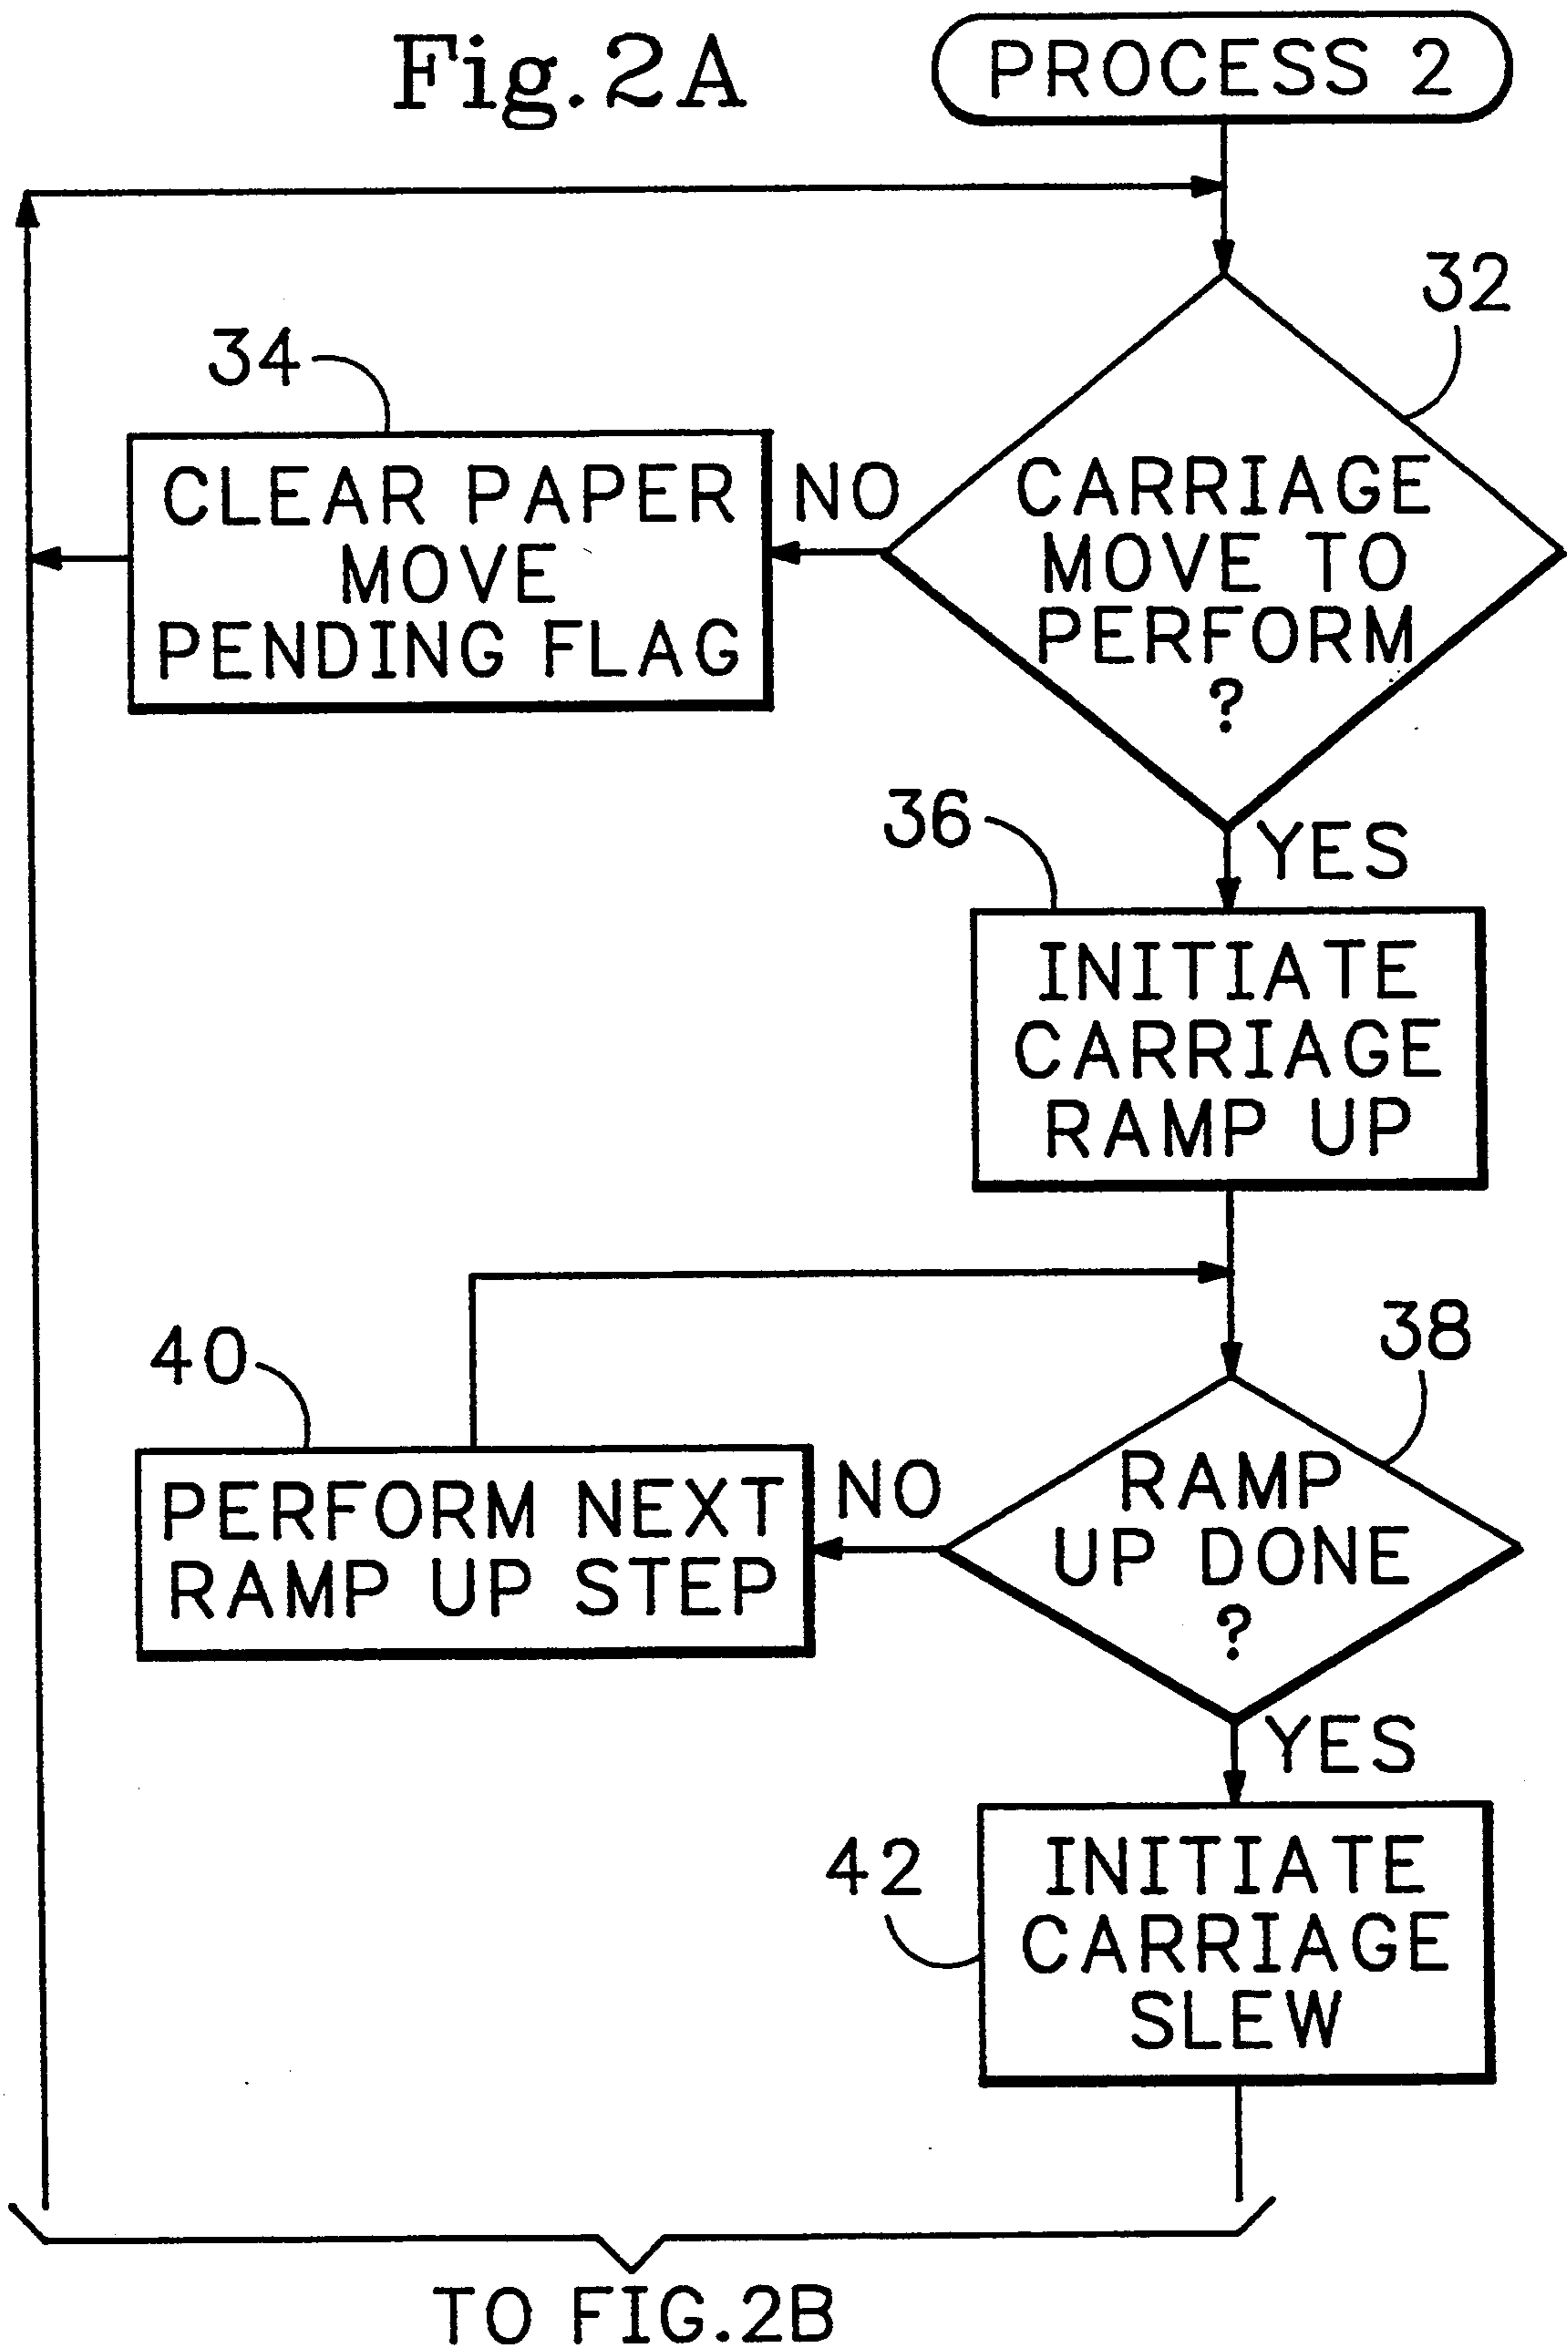 Fig.2A
PROCESS 2
32
34
CARRIAGE
MOVE TO
PERFORM
?
NO
CLEAR PAPER
MOVE
PENDING FLAG
YES
36
INITIATE
CARRIAGE
RAMP UP
38
40
RAMP
UP DONE
?
NO
PERFORM NEXT
RAMP UP STEP
YES
42
INITIATE
CARRIAGE
SLEW
TO FIG.2B